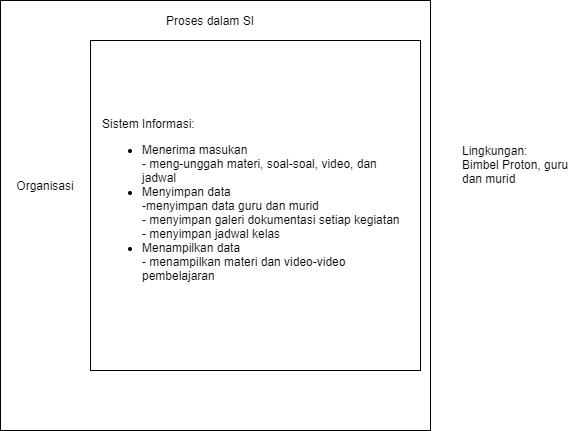 Proses dalam SI
Sistem Informasi:
• Menerima masukan
- meng-unggah materi, soal-soal, video, dan
jadwal
• Menyimpan data
-menyimpan data guru dan murid
- menyimpan galeri dokumentasi setiap kegiatan
- menyimpan jadwal kelas
• Menampilkan data
- menampilkan materi dan video-video
pembelajaran
Organisasi
Lingkungan:
Bimbel Proton, guru
dan murid